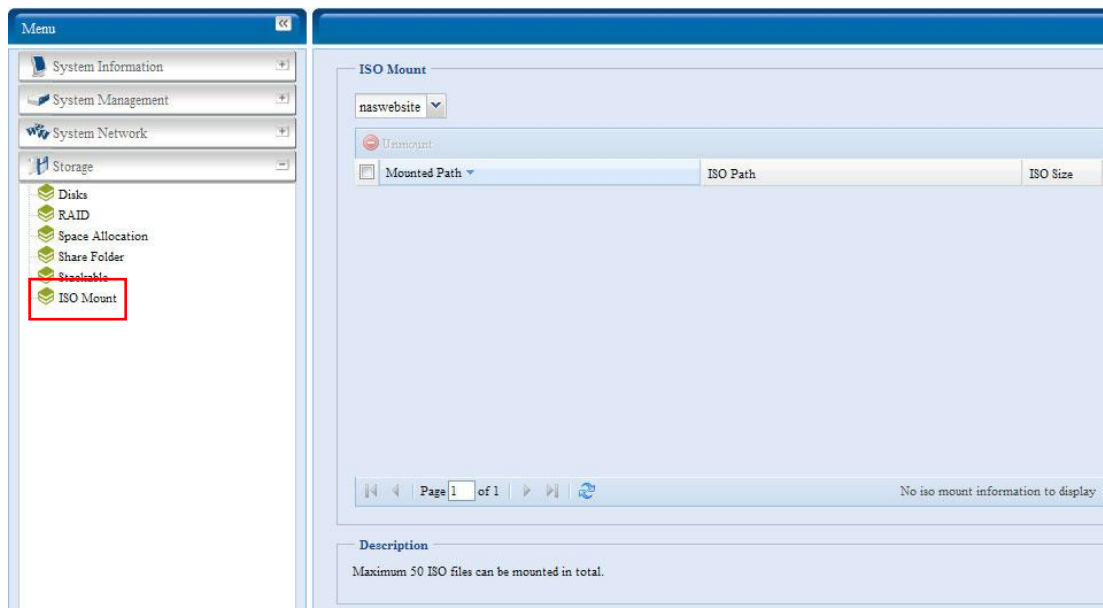 Menu
System Information
System Management
System Network
Storage
Disks
RAID
Space Allocation
Share Folder
Stackable
ISO Mount
ISO Mount
naswebsite
Unmount
Mounted Path ISO Path ISO Size
Page 1 of 1 No iso mount information to display
Description
Maximum 50 ISO files can be mounted in total.